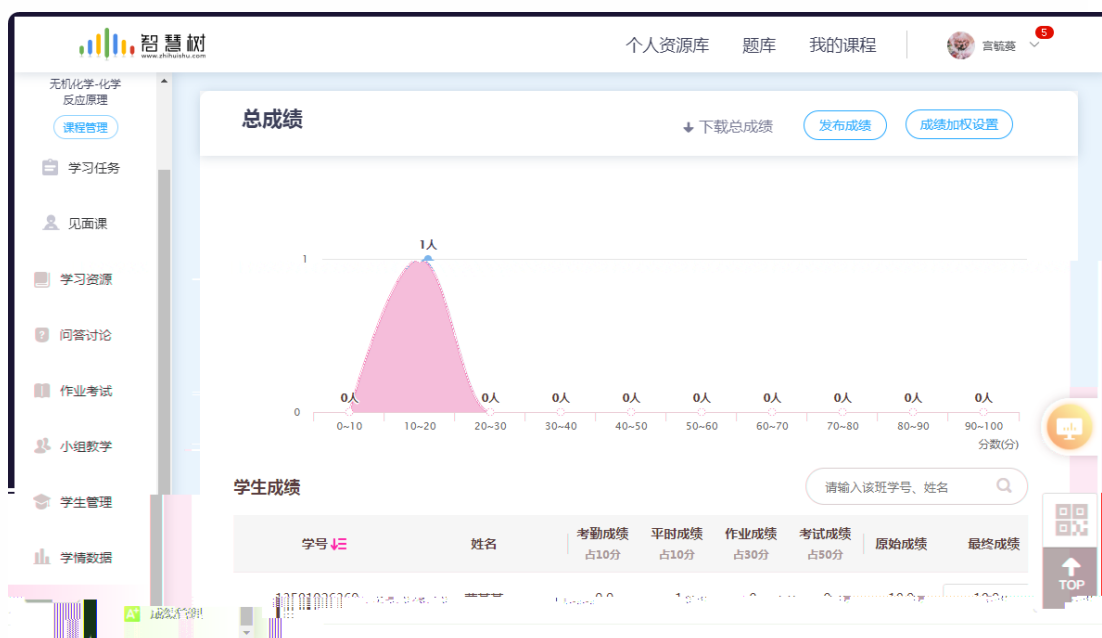 智慧树
www.zhihuishu.com
个人资源库 题库 我的课程 宫毓蔓 5
无机化学-化学
反应原理
课程管理
学习任务
见面课
学习资源
问答讨论
作业考试
小组教学
学生管理
学情数据
总成绩 下载总成绩 发布成绩 成绩加权设置
1人
1
0人 0人 0人 0人 0人 0人 0人 0人 0人
0
0~10 10~20 20~30 30~40 40~50 50~60 60~70 70~80 80~90 90~100
分数(分)
学生成绩 请输入该班学号、姓名
学号 姓名 考勤成绩 平时成绩 作业成绩 考试成绩 原始成绩 最终成绩
占10分 占10分 占30分 占50分
TOP